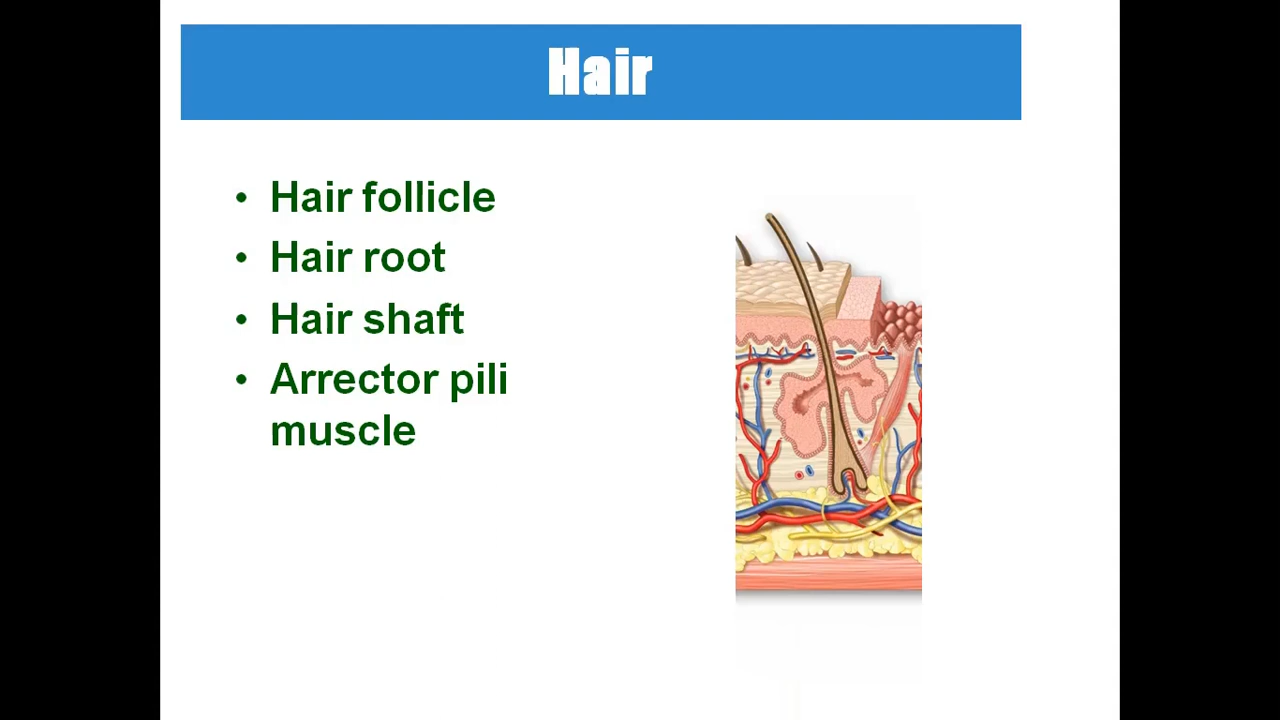 Hair
• Hair follicle
• Hair root
• Hair shaft
• Arrector pili
muscle